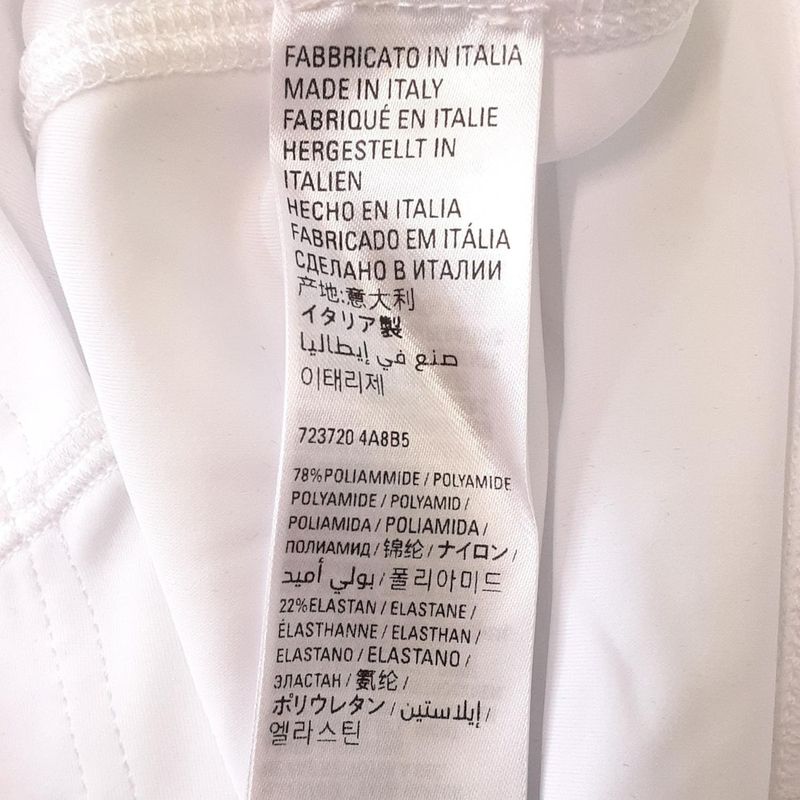 FABBRICATO IN ITALIA
MADE IN ITALY
FABRIQUÉ EN ITALIE
HERGESTELLT IN
ITALIEN
HECHO EN ITALIA
FABRICADO EM ITÁLIA
СДЕЛАНО В ИТАЛИИ
产地:意大利
イタリア製
صنع في إيطاليا
이태리제
723720 4A8B5
78%POLIAMMIDE / POLYAMIDE
POLYAMIDE / POLYAMID /
POLIAMIDA / POLIAMIDA /
ПОЛИАМИД / 锦纶 / ナイロン /
بولي أميد / 폴리아미드
22%ELASTAN / ELASTANE /
ÉLASTHANNE / ELASTHAN /
ELASTANO / ELASTANO /
ЭЛАСТАН / 氨纶 /
ポリウレタン / إيلاستين /
엘라스틴